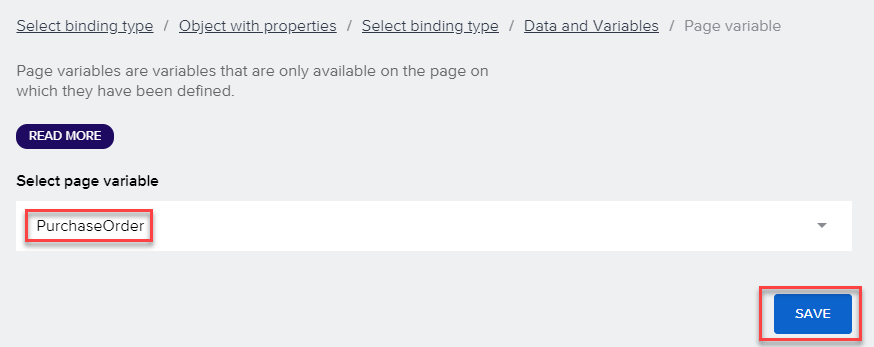 Select binding type / Object with properties / Select binding type / Data and Variables / Page variable
Page variables are variables that are only available on the page on
which they have been defined.
READ MORE
Select page variable
PurchaseOrder
SAVE